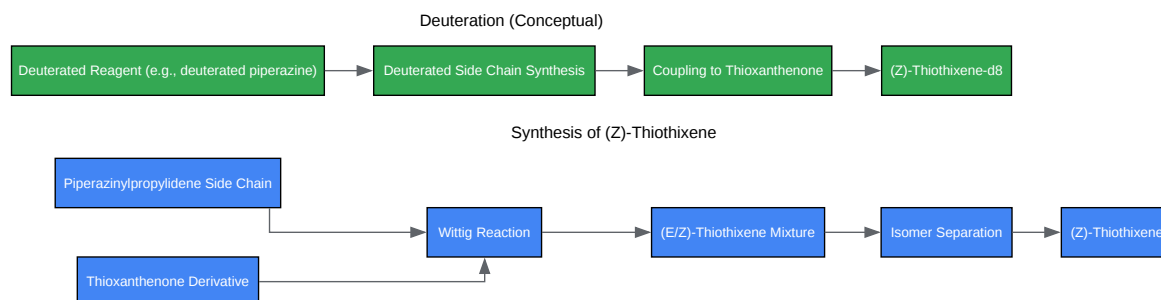 Deuteration (Conceptual)
Deuterated Reagent (e.g., deuterated piperazine)
Deuterated Side Chain Synthesis
Coupling to Thioxanthenone
(Z)-Thiothixene-d8
Synthesis of (Z)-Thiothixene
Piperazinylpropylidene Side Chain
Wittig Reaction
(E/Z)-Thiothixene Mixture
Isomer Separation
(Z)-Thiothixene
Thioxanthenone Derivative